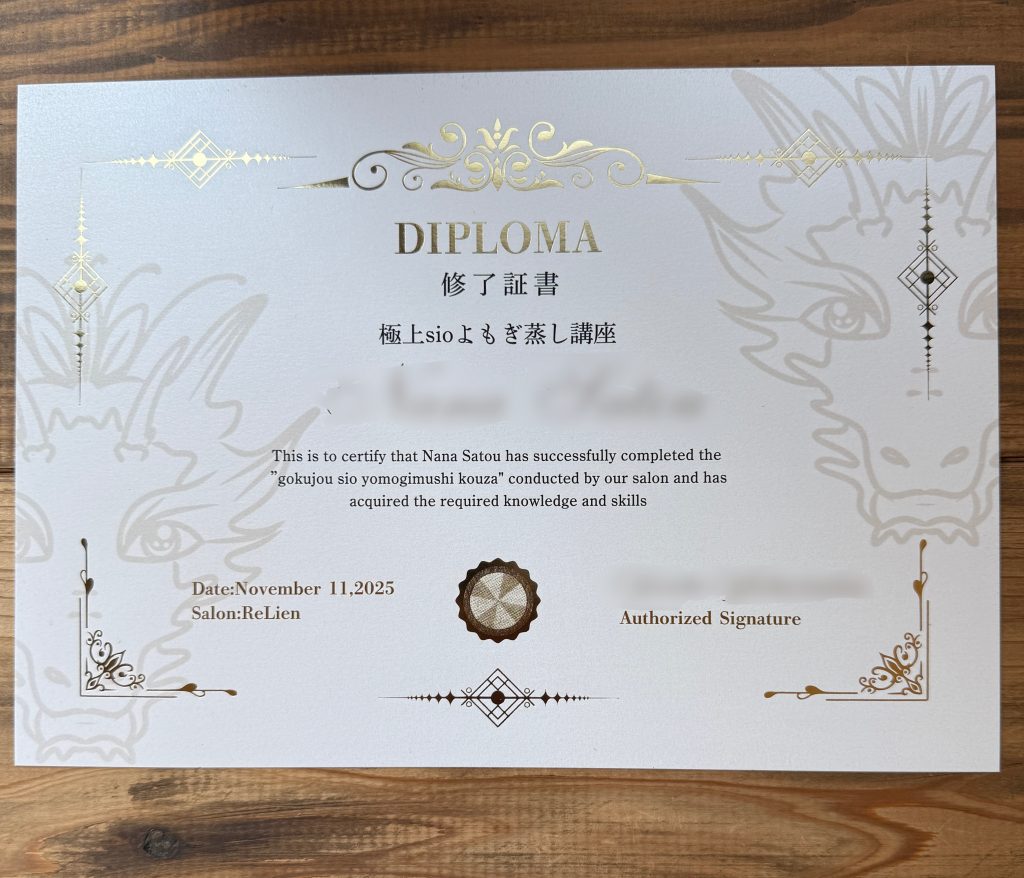 DIPLOMA
修了証書
極上sioよもぎ蒸し講座
This is to certify that Nana Satou has successfully completed the
”gokujou sio yomogimushi kouza" conducted by our salon and has
acquired the required knowledge and skills
Date:November 11,2025
Salon:ReLien
Authorized Signature